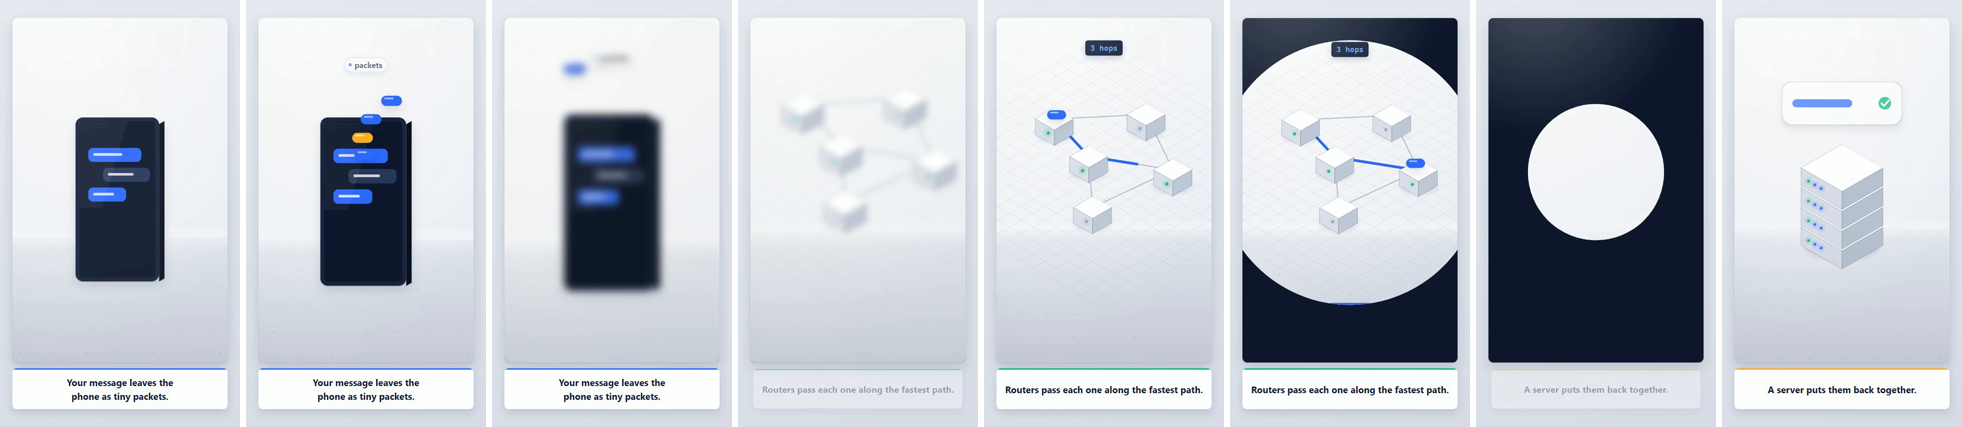 Your message leaves the
phone as tiny packets.
packets
Your message leaves the
phone as tiny packets.
Your message leaves the
phone as tiny packets.
Routers pass each one along the fastest path.
3 hops
Routers pass each one along the fastest path.
3 hops
Routers pass each one along the fastest path.
A server puts them back together.
A server puts them back together.